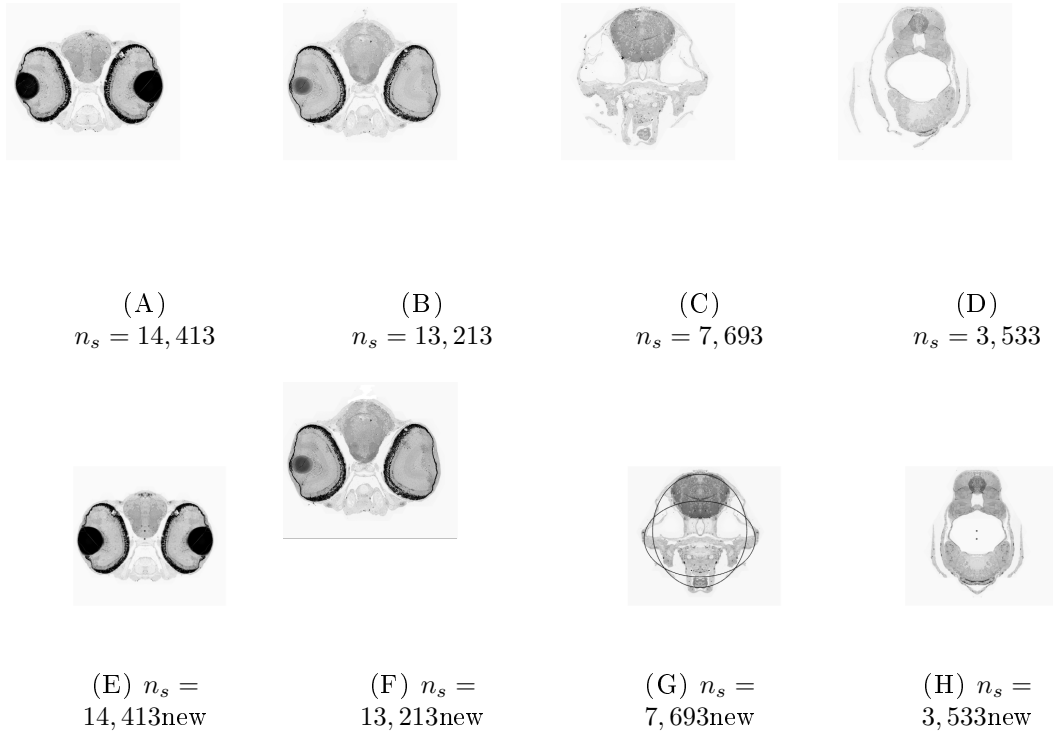 (A)
n_s = 14, 413
(B)
n_s = 13, 213
(C)
n_s = 7, 693
(D)
n_s = 3, 533
(E) n_s =
14, 413new
(F) n_s =
13, 213new
(G) n_s =
7, 693new
(H) n_s =
3, 533new